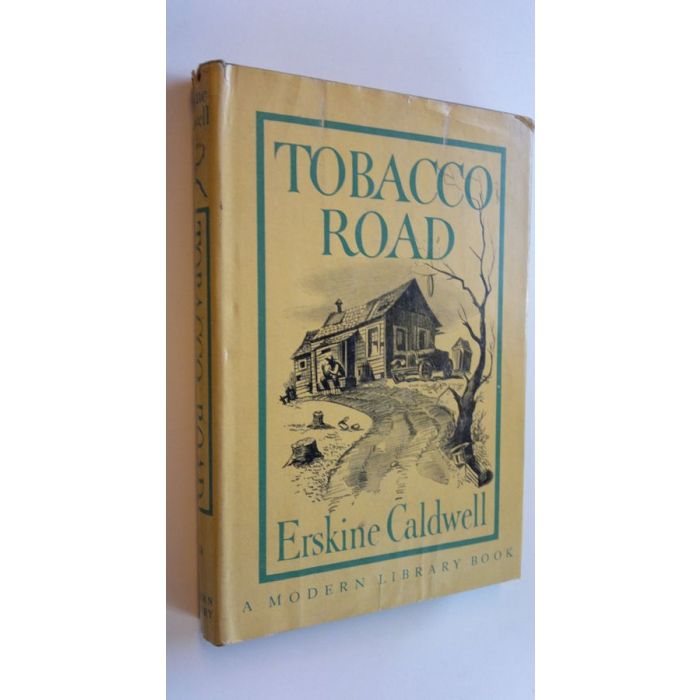 TOBACCO
ROAD
Erskine Caldwell
A MODERN LIBRARY BOOK
TOBACCO ROAD